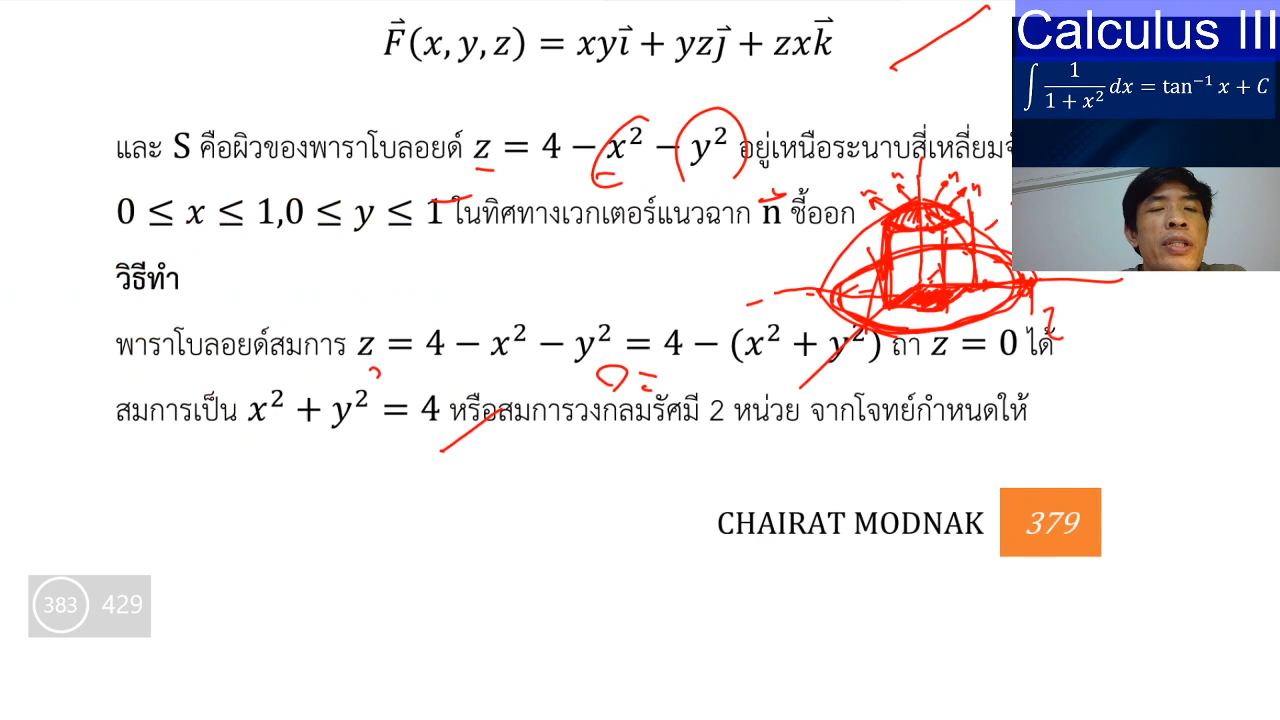 Calculus III
∫ 1/(1 + x²) dx = tan⁻¹ x + C
F⃗(x, y, z) = xyi⃗ + yzj⃗ + zxk⃗
และ S คือผิวของพาราโบลอยด์ z = 4 − x² − y² อยู่เหนือระนาบสี่เหลี่ยม
0 ≤ x ≤ 1,0 ≤ y ≤ 1 ในทิศทางเวกเตอร์แนวฉาก n ชี้ออก
n n n
วิธีทำ
พาราโบลอยด์สมการ z = 4 − x² − y² = 4 − (x² + y²) ถ้า z = 0 ได้
2
0 =
สมการเป็น x² + y² = 4 หรือสมการวงกลมรัศมี 2 หน่วย จากโจทย์กำหนดให้
CHAIRAT MODNAK 379
383 429